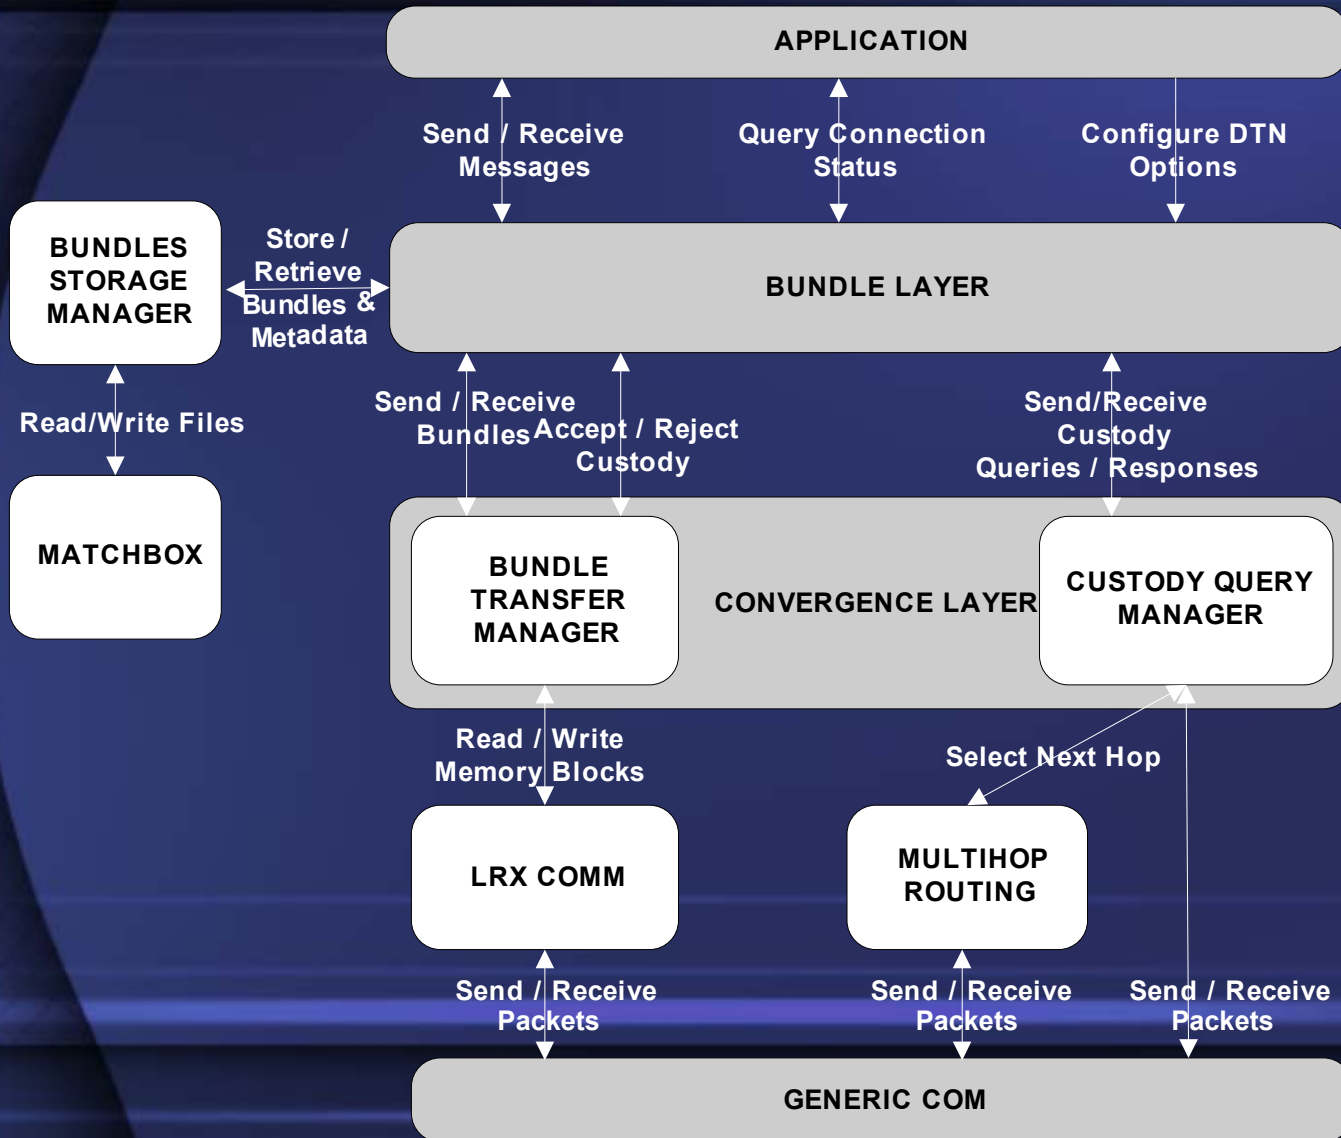 APPLICATION
Send / Receive
Messages
Query Connection
Status
Configure DTN
Options
BUNDLES
STORAGE
MANAGER
Store /
Retrieve
Bundles &
Metadata
BUNDLE LAYER
Read/Write Files
Send / Receive
Bundles
Accept / Reject
Custody
Send/Receive
Custody
Queries / Responses
MATCHBOX
BUNDLE
TRANSFER
MANAGER
CONVERGENCE LAYER
CUSTODY QUERY
MANAGER
Read / Write
Memory Blocks
Select Next Hop
LRX COMM
MULTIHOP
ROUTING
Send / Receive
Packets
Send / Receive
Packets
Send / Receive
Packets
GENERIC COM